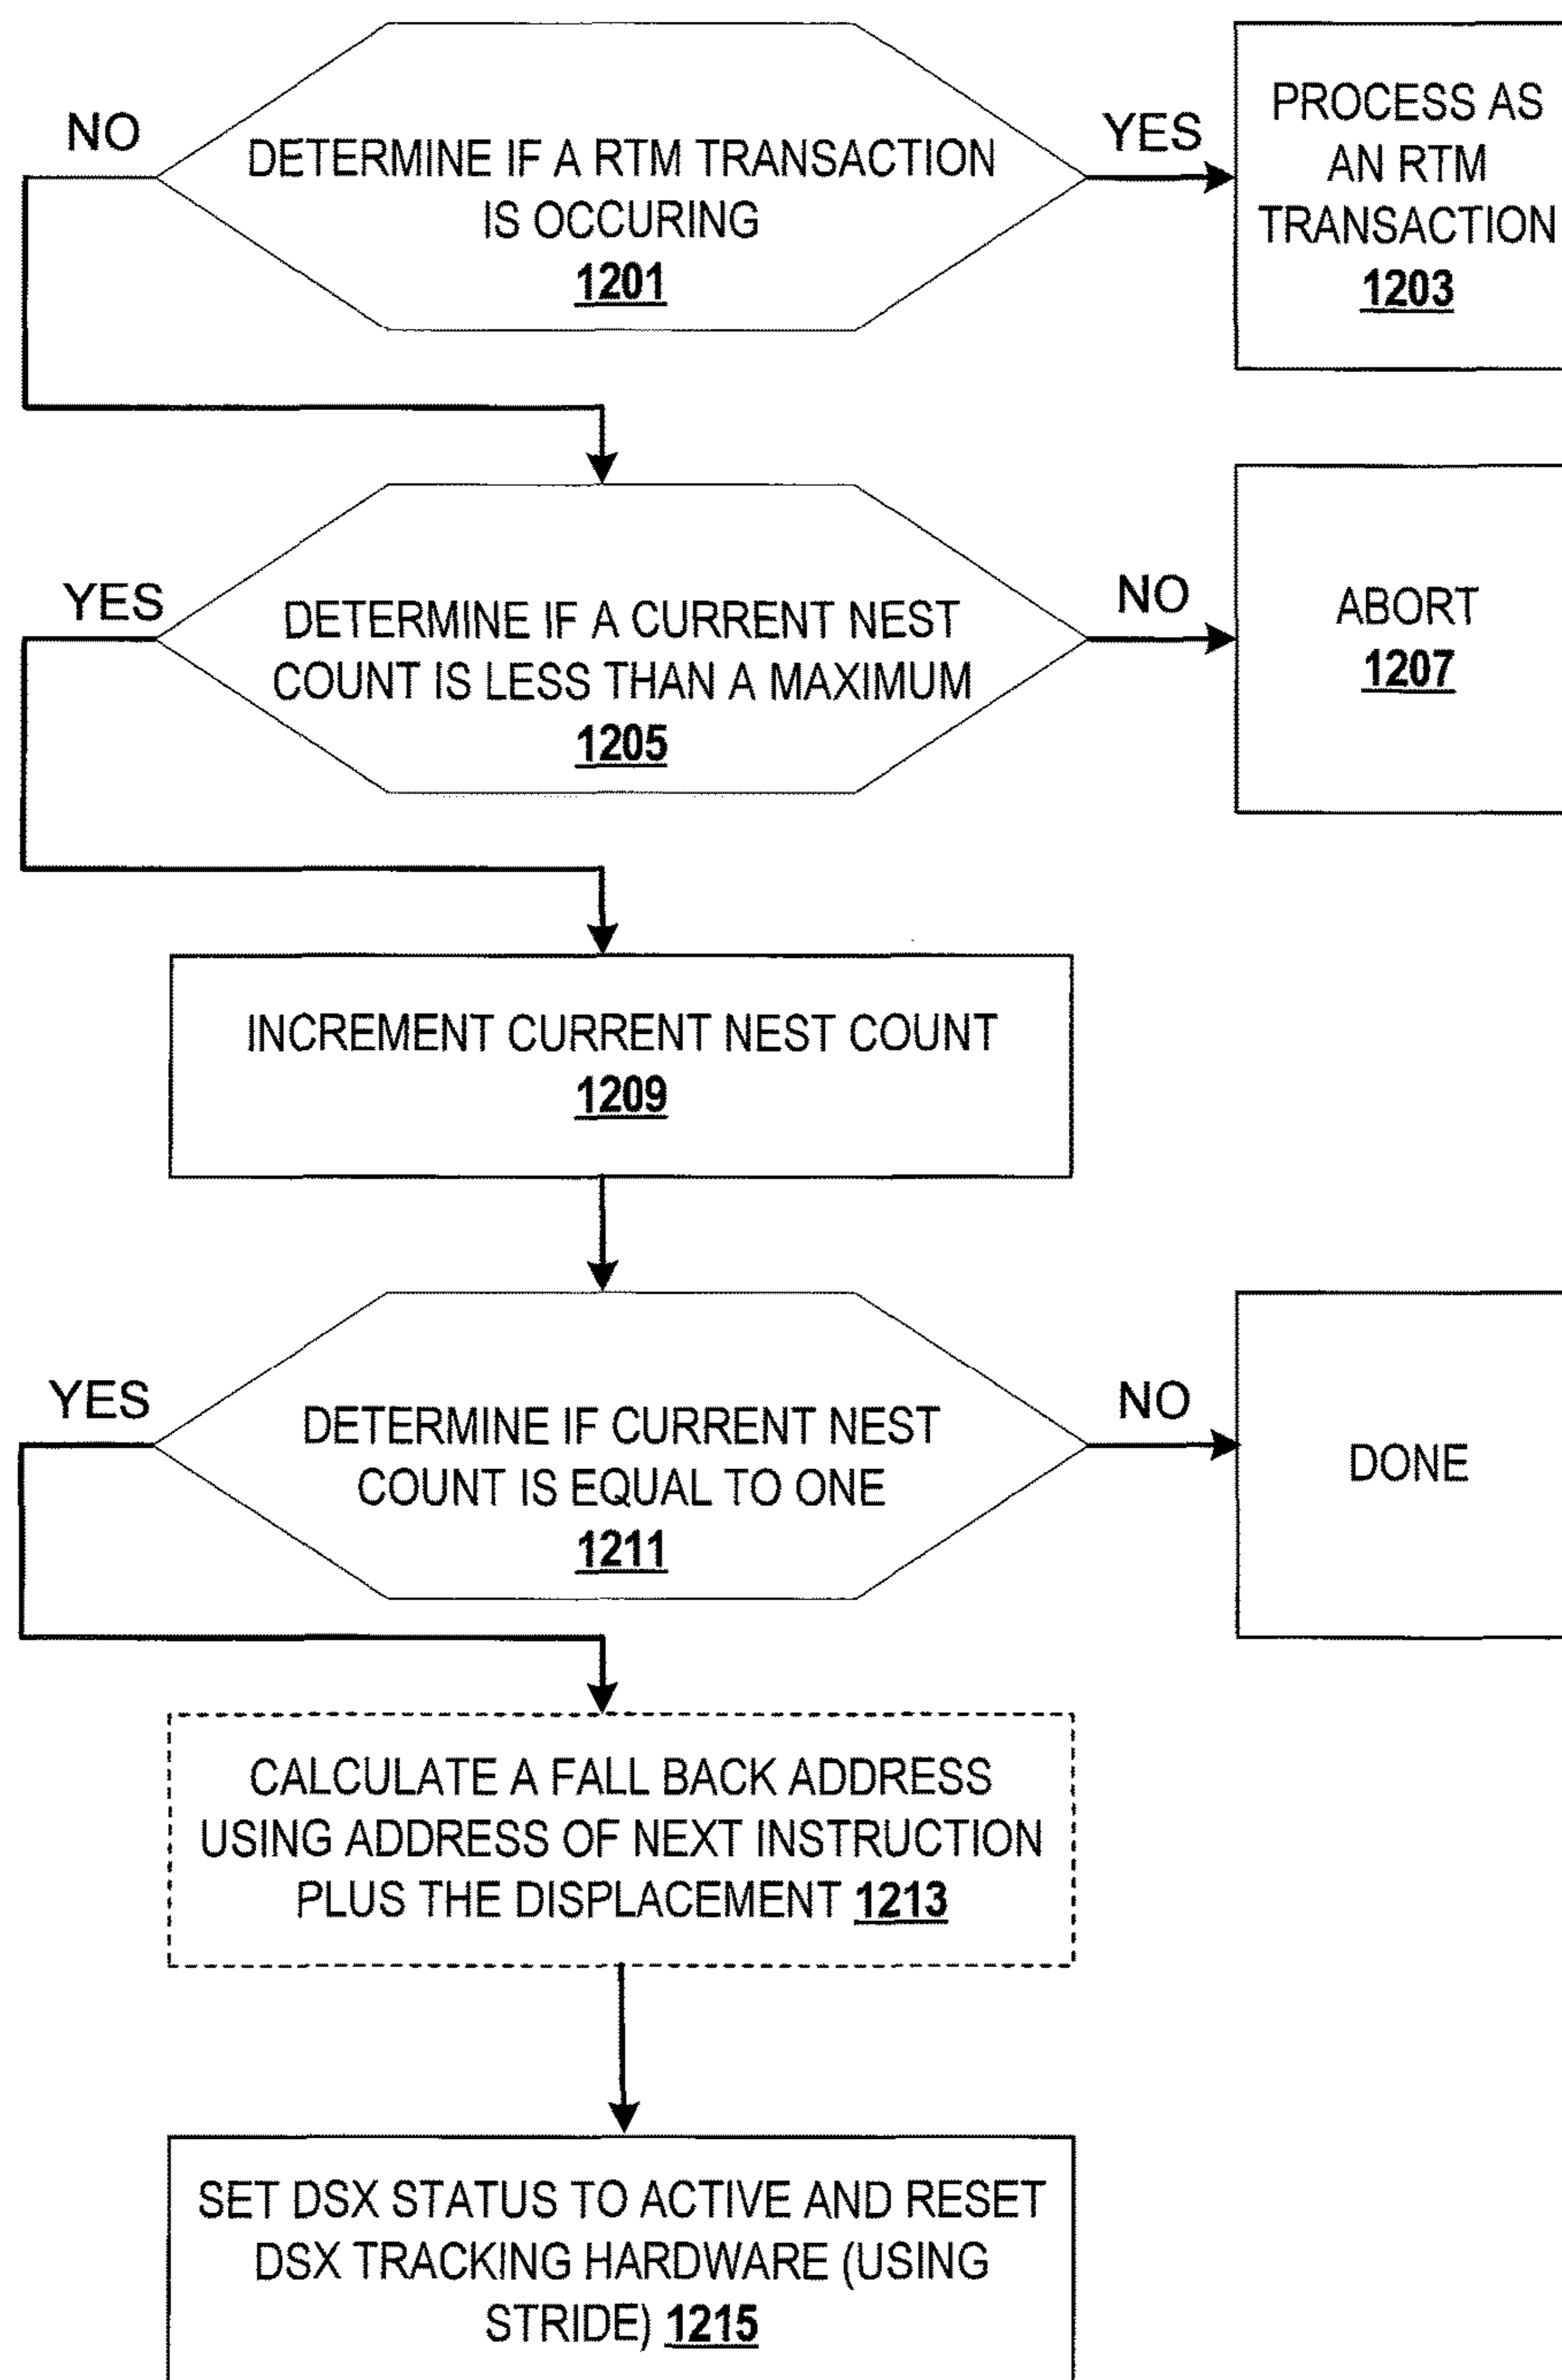 NO
DETERMINE IF A RTM TRANSACTION
IS OCCURING
1201
YES
PROCESS AS
AN RTM
TRANSACTION
1203
YES
DETERMINE IF A CURRENT NEST
COUNT IS LESS THAN A MAXIMUM
1205
NO
ABORT
1207
INCREMENT CURRENT NEST COUNT
1209
YES
DETERMINE IF CURRENT NEST
COUNT IS EQUAL TO ONE
1211
NO
DONE
CALCULATE A FALL BACK ADDRESS
USING ADDRESS OF NEXT INSTRUCTION
PLUS THE DISPLACEMENT 1213
SET DSX STATUS TO ACTIVE AND RESET
DSX TRACKING HARDWARE (USING
STRIDE) 1215